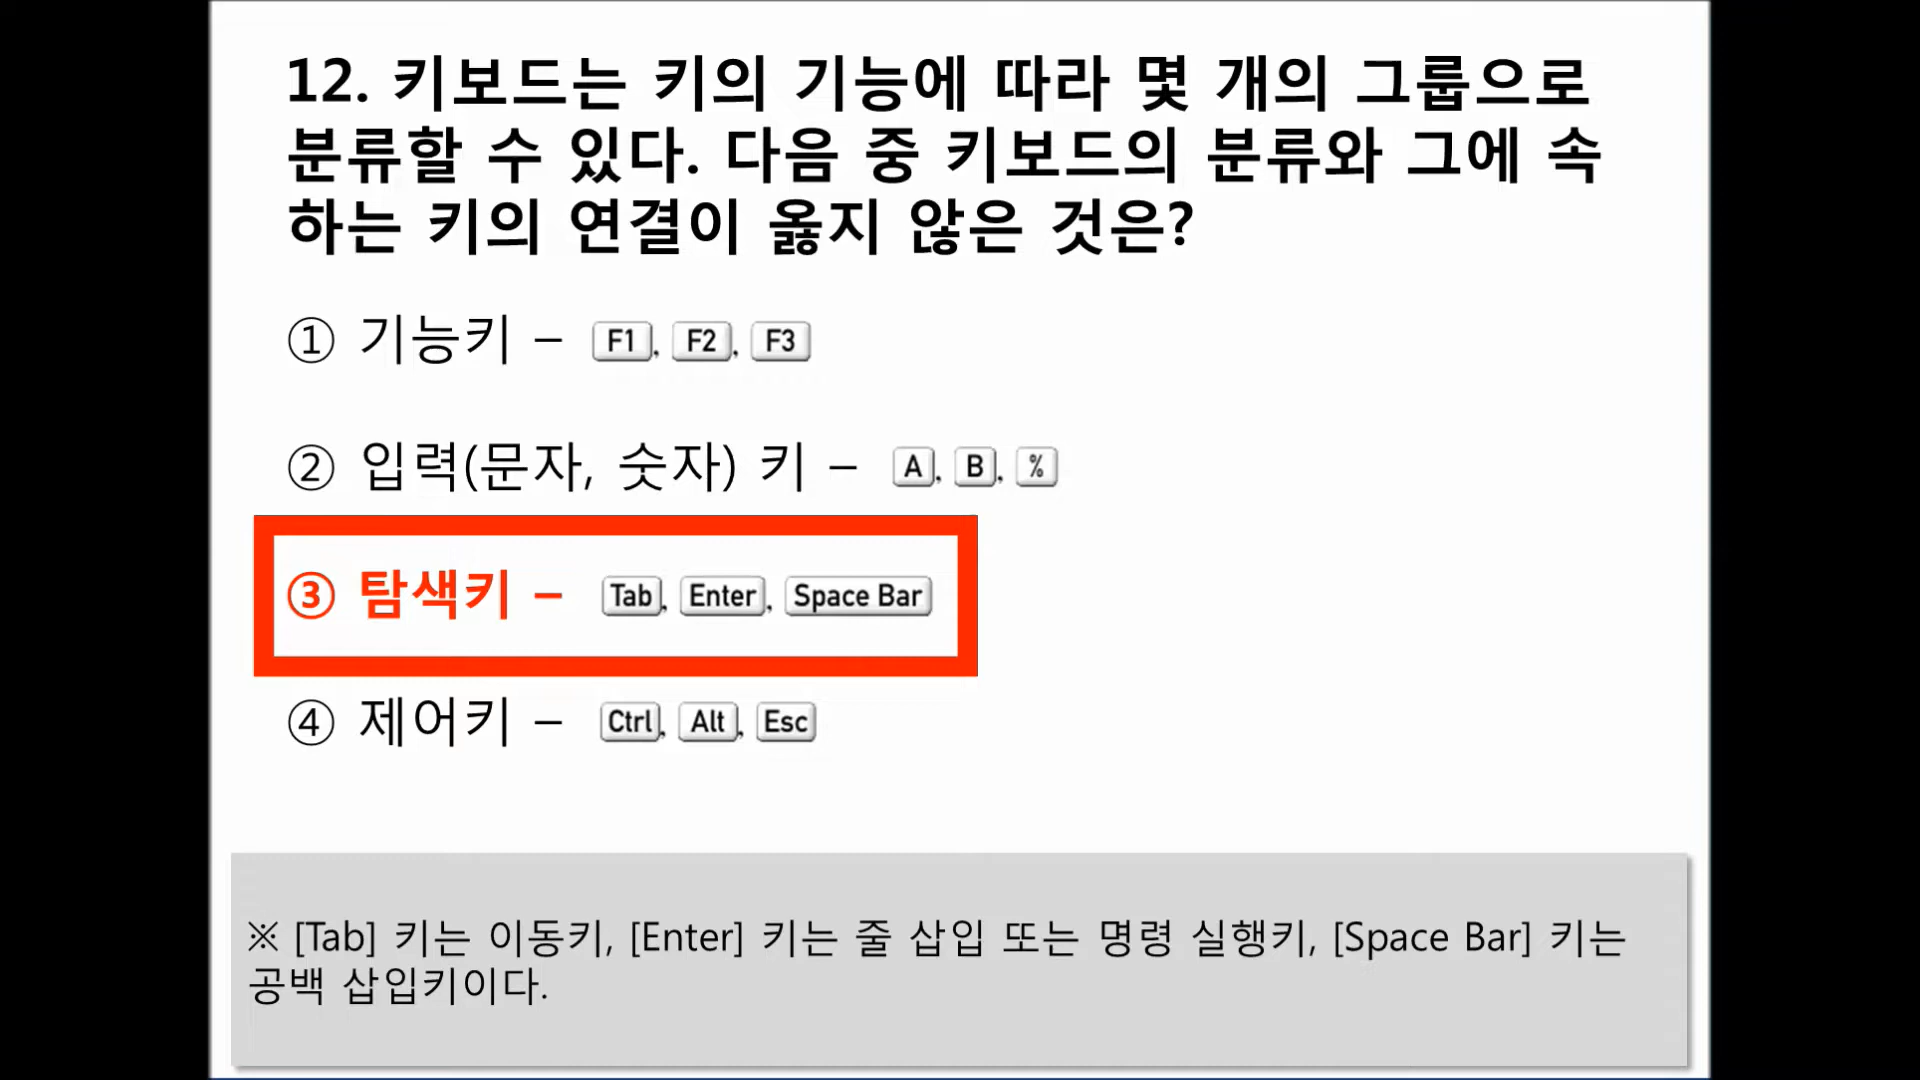 12. 키보드는 키의 기능에 따라 몇 개의 그룹으로
분류할 수 있다. 다음 중 키보드의 분류와 그에 속
하는 키의 연결이 옳지 않은 것은?
① 기능키 – F1, F2, F3
② 입력(문자, 숫자) 키 – A, B, %
③ 탐색키 – Tab, Enter, Space Bar
④ 제어키 – Ctrl, Alt, Esc
※ [Tab] 키는 이동키, [Enter] 키는 줄 삽입 또는 명령 실행키, [Space Bar] 키는
공백 삽입키이다.